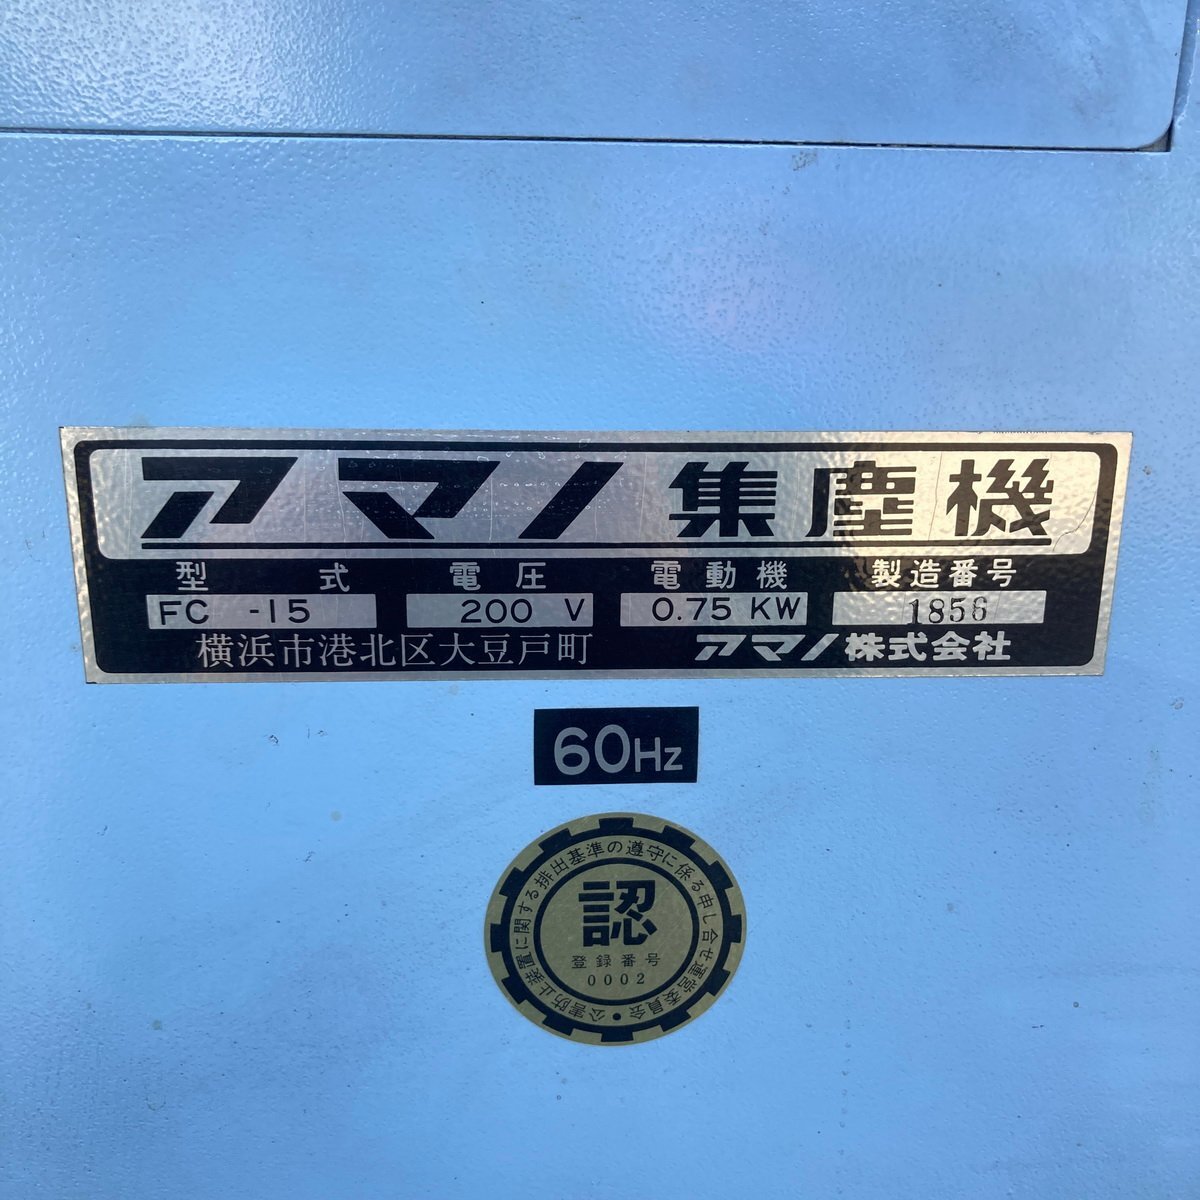 アマノ 集塵機
型式 電圧 電動機 製造番号
FC -15 200 V 0.75 KW 1856
横浜市港北区大豆戸町 アマノ株式会社
60Hz
公害防止装置に関する排出基準の遵守に係る申し合せ運営委員会・
認
登録番号
0002